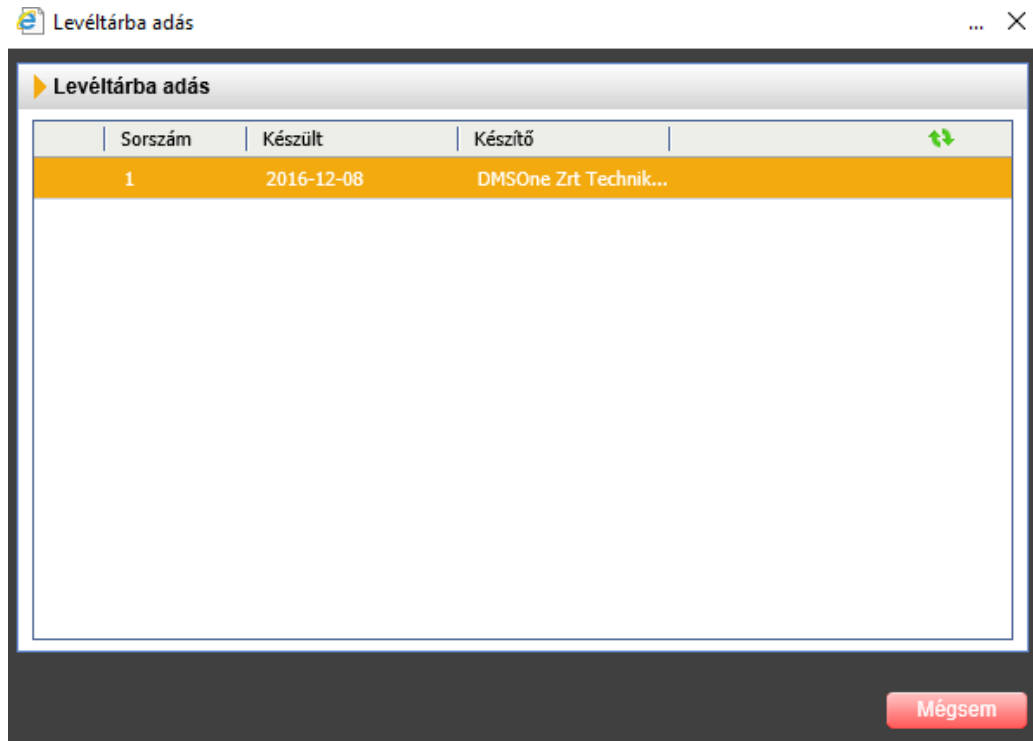 Levéltárba adás ...
Levéltárba adás
Sorszám Készült Készítő
1 2016-12-08 DMSOne Zrt Technik...
Mégsem